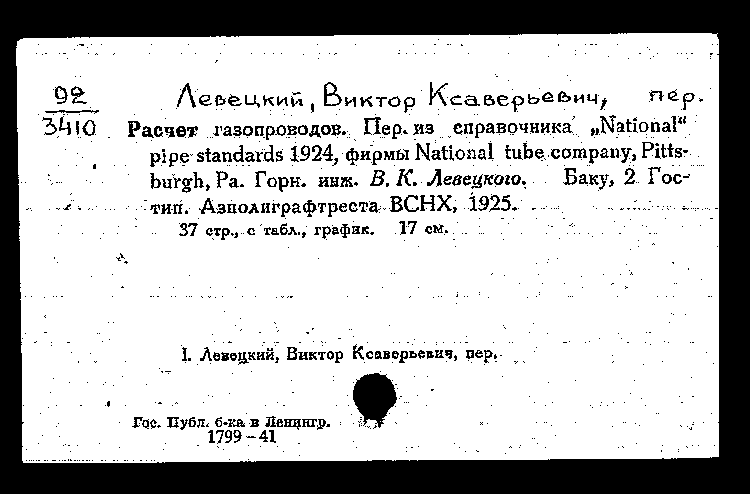 92
3410
Левецкий, Виктор Ксаверьевич, пер.
Расчет газопроводов. Пер. из справочника „National“
pipe standards 1924, фирмы National tube company, Pitts-
burgh, Pa. Горн. инж. В. К. Левецкого. Баку, 2 Гос-
тип. Азполиграфтреста ВСНХ, 1925.
37 стр., с табл., график. 17 см.
I. Левецкий, Виктор Ксаверьевич, пер.
Гос. Публ. б-ка в Ленингр.
1799-41